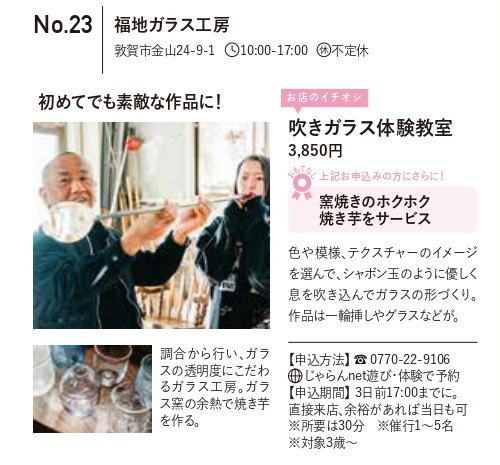 No.23
福地ガラス工房
敦賀市金山24-9-1 10:00-17:00 休不定休
初めてでも素敵な作品に!
お店のイチオシ
吹きガラス体験教室
3,850円
おもてなし
上記お申込みの方にさらに!
窯焼きのホクホク
焼き芋をサービス
色や模様、テクスチャーのイメージ
を選んで、シャボン玉のように優しく
息を吹き込んでガラスの形づくり。
作品は一輪挿しやグラスなどが。
調合から行い、ガラ
スの透明度にこだわ
るガラス工房。ガラ
ス窯の余熱で焼き芋
を作る。
【申込方法】☎0770-22-9106
じゃらんnet遊び・体験で予約
【申込期間】3日前17:00までに。
直接来店、余裕があれば当日も可
※所要は30分 ※催行1〜5名
※対象3歳〜